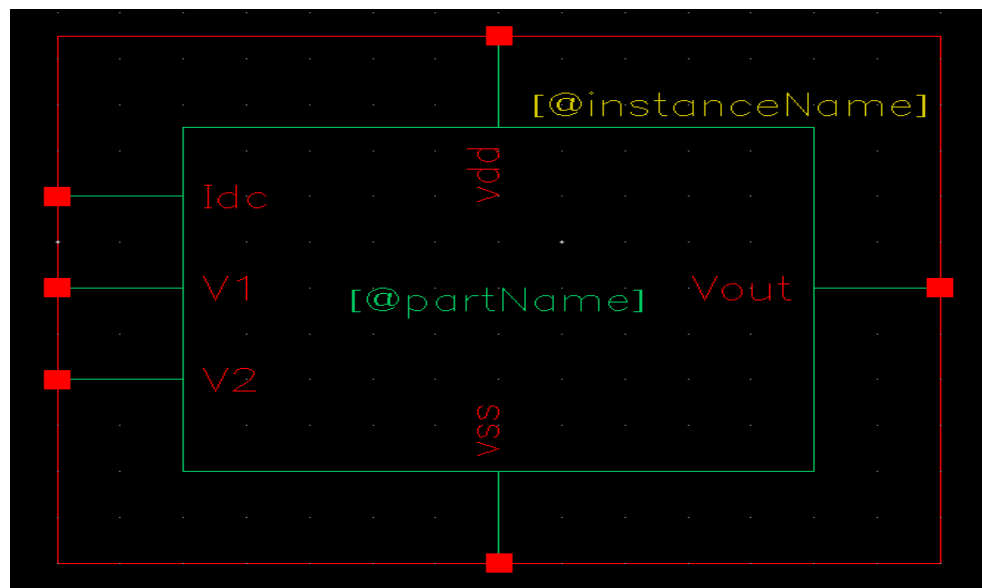 [@instanceName]
vdd
Idc
V1
[@partName]
Vout
V2
vss